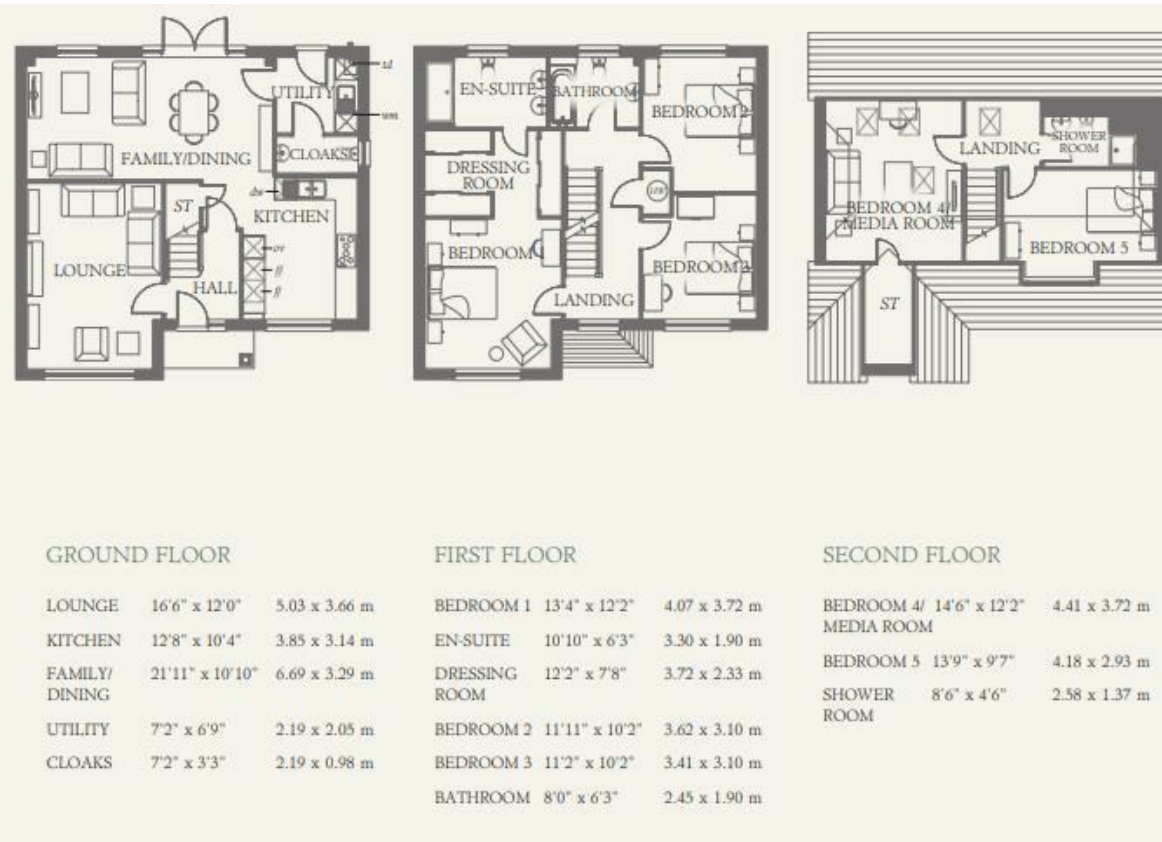 UTILITY
td
wm
FAMILY/DINING
CLOAKS
ST
dw
KITCHEN
LOUNGE
HALL
ov
ff
ff
EN-SUITE
BATHROOM
BEDROOM 2
DRESSING
ROOM
BEDROOM 1
BEDROOM 3
LANDING
LANDING
SHOWER
ROOM
BEDROOM 4/
MEDIA ROOM
BEDROOM 5
ST
GROUND FLOOR
LOUNGE 16'6" x 12'0" 5.03 x 3.66 m
KITCHEN 12'8" x 10'4" 3.85 x 3.14 m
FAMILY/ 21'11" x 10'10" 6.69 x 3.29 m
DINING
UTILITY 7'2" x 6'9" 2.19 x 2.05 m
CLOAKS 7'2" x 3'3" 2.19 x 0.98 m
FIRST FLOOR
BEDROOM 1 13'4" x 12'2" 4.07 x 3.72 m
EN-SUITE 10'10" x 6'3" 3.30 x 1.90 m
DRESSING 12'2" x 7'8" 3.72 x 2.33 m
ROOM
BEDROOM 2 11'11" x 10'2" 3.62 x 3.10 m
BEDROOM 3 11'2" x 10'2" 3.41 x 3.10 m
BATHROOM 8'0" x 6'3" 2.45 x 1.90 m
SECOND FLOOR
BEDROOM 4/ 14'6" x 12'2" 4.41 x 3.72 m
MEDIA ROOM
BEDROOM 5 13'9" x 9'7" 4.18 x 2.93 m
SHOWER 8'6" x 4'6" 2.58 x 1.37 m
ROOM